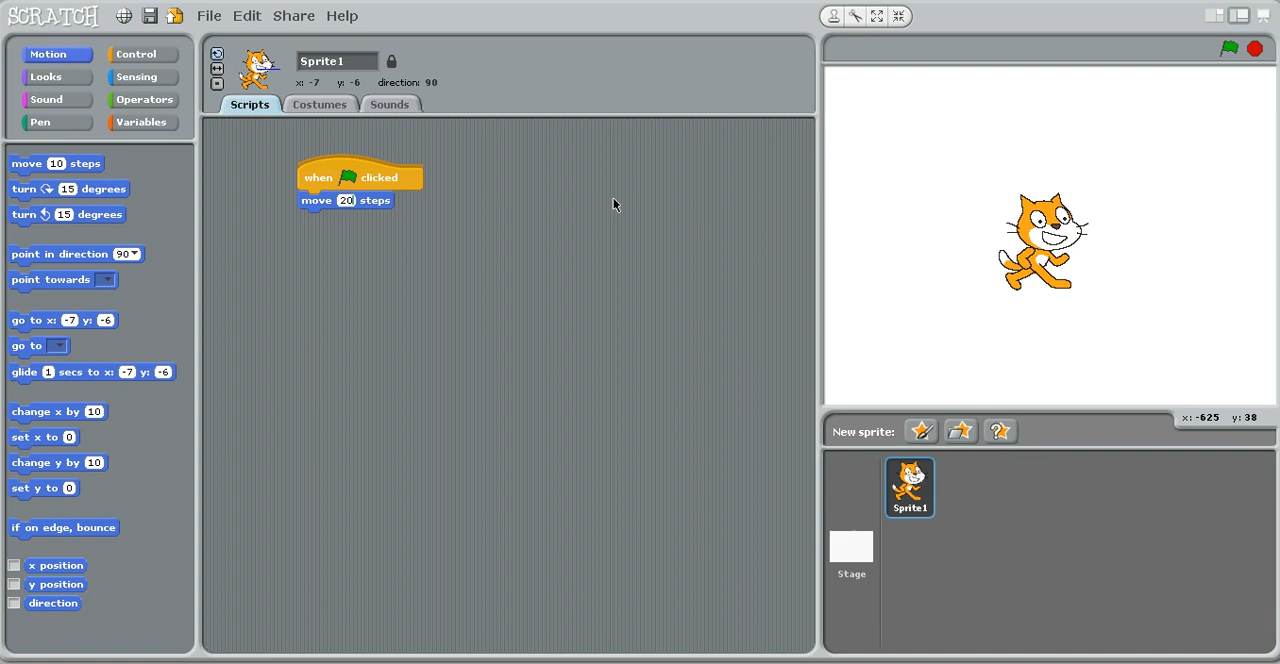 SCRATCH File Edit Share Help
Motion Control
Looks Sensing
Sound Operators
Pen Variables
move 10 steps
turn 15 degrees
turn 15 degrees
point in direction 90
point towards
go to x: -7 y: -6
go to
glide 1 secs to x: -7 y: -6
change x by 10
set x to 0
change y by 10
set y to 0
if on edge, bounce
x position
y position
direction
Sprite1
x: -7 y: -6 direction: 90
Scripts Costumes Sounds
when clicked
move 20 steps
x: -625 y: 38
New sprite:
Sprite1
Stage